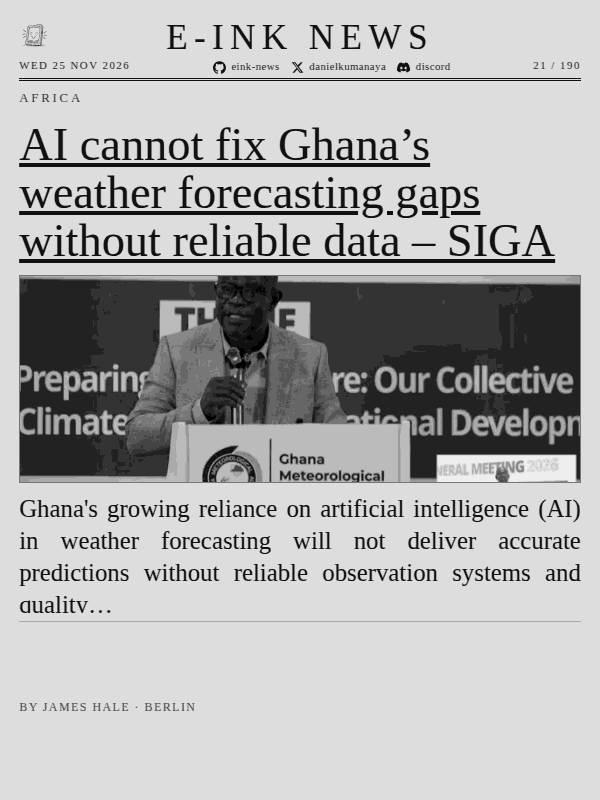 E-INK NEWS
WED 25 NOV 2026
eink-news danielkumanaya discord
21 / 190
AFRICA
AI cannot fix Ghana’s
weather forecasting gaps
without reliable data – SIGA
Preparing
re: Our Collective
Climate
ational Developm
Ghana
Meteorological
NERAL MEETING 2026
Ghana's growing reliance on artificial intelligence (AI)
in weather forecasting will not deliver accurate
predictions without reliable observation systems and
quality…
BY JAMES HALE · BERLIN